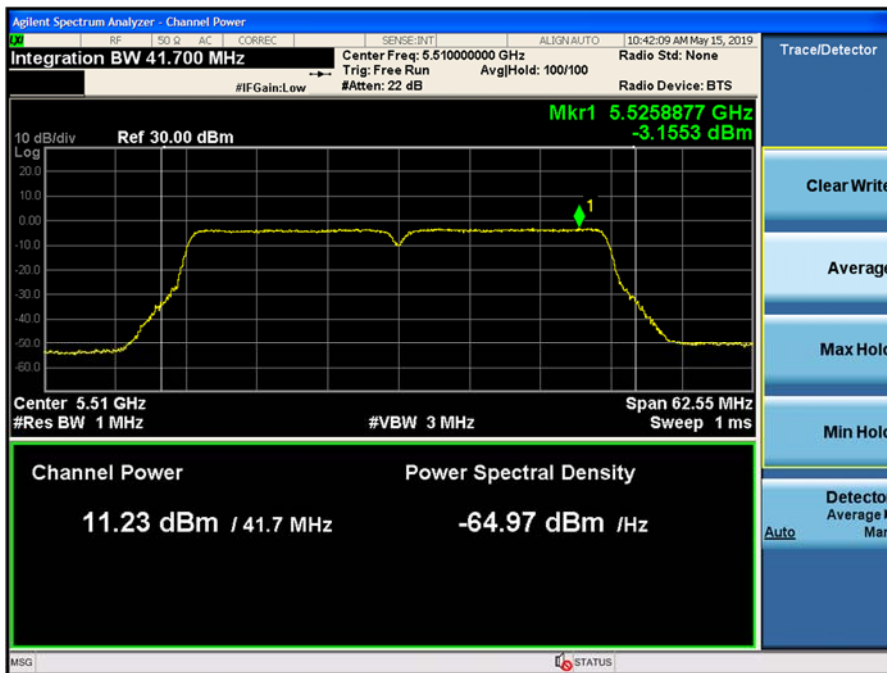 Agilent Spectrum Analyzer - Channel Power
LXI RF 50 Ω AC CORREC SENSE:INT ALIGN AUTO 10:42:09 AM May 15, 2019
Integration BW 41.700 MHz
Center Freq: 5.510000000 GHz
Radio Std: None
Trig: Free Run Avg|Hold: 100/100
#IFGain:Low
#Atten: 22 dB
Radio Device: BTS
Mkr1 5.5258877 GHz
-3.1553 dBm
10 dB/div Ref 30.00 dBm
Log
20.0
10.0
0.00
1
-10.0
-20.0
-30.0
-40.0
-50.0
-60.0
Center 5.51 GHz Span 62.55 MHz
#Res BW 1 MHz #VBW 3 MHz Sweep 1 ms
Channel Power
11.23 dBm / 41.7 MHz
Power Spectral Density
-64.97 dBm /Hz
Trace/Detector
Clear Write
Average
Max Hold
Min Hold
Detecto
Average
Auto Man
MSG STATUS